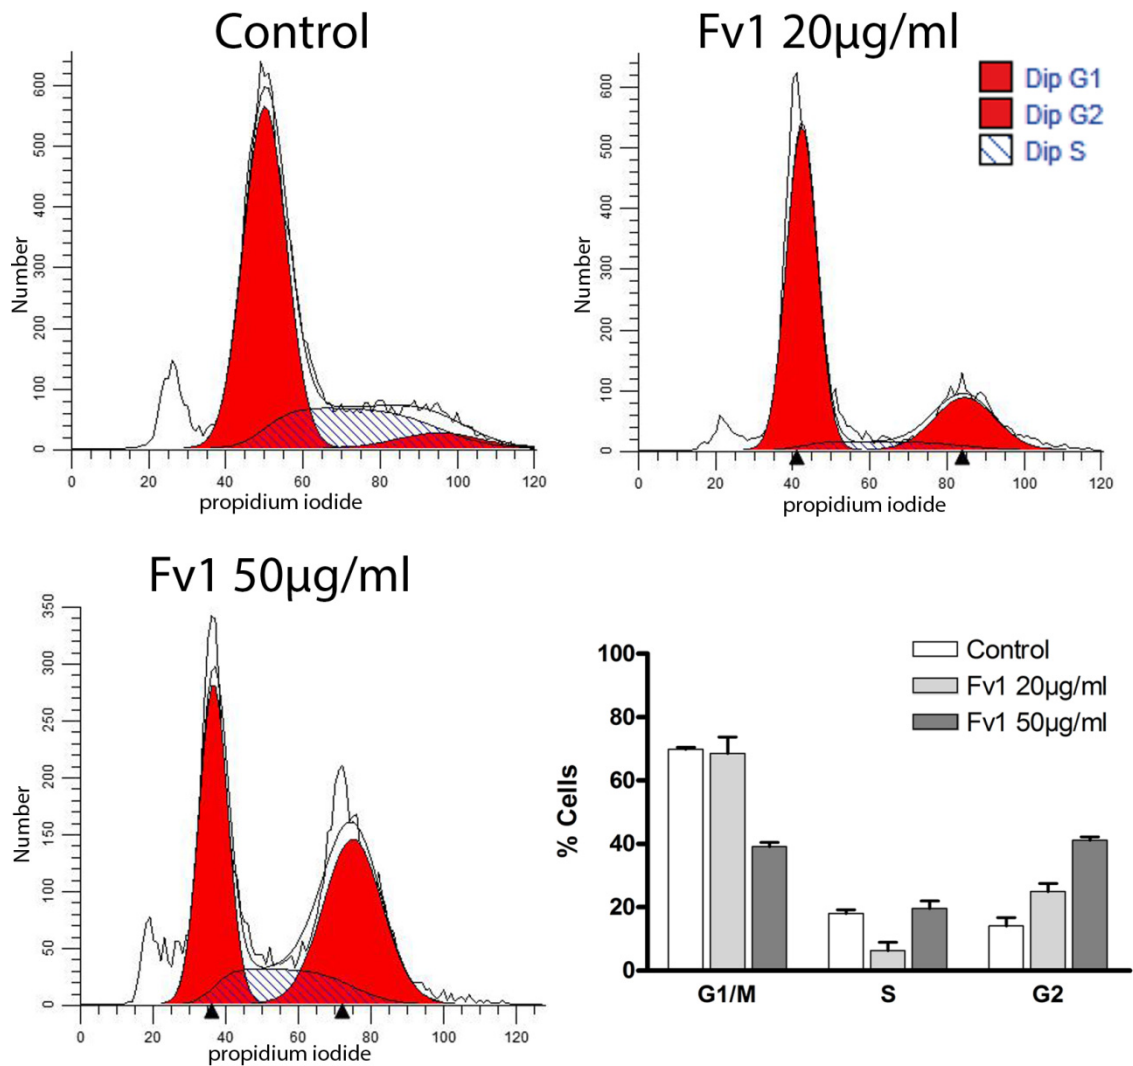 Control
600
500
400
300
200
100
0
Number
0 20 40 60 80 100 120
propidium iodide
Fv1 20µg/ml
Dip G1
Dip G2
Dip S
600
500
400
300
200
100
0
Number
0 20 40 60 80 100 120
propidium iodide
Fv1 50µg/ml
350
300
250
200
150
100
50
0
Number
0 20 40 60 80 100 120
propidium iodide
Control
Fv1 20µg/ml
Fv1 50µg/ml
100
80
60
40
20
0
% Cells
G1/M S G2